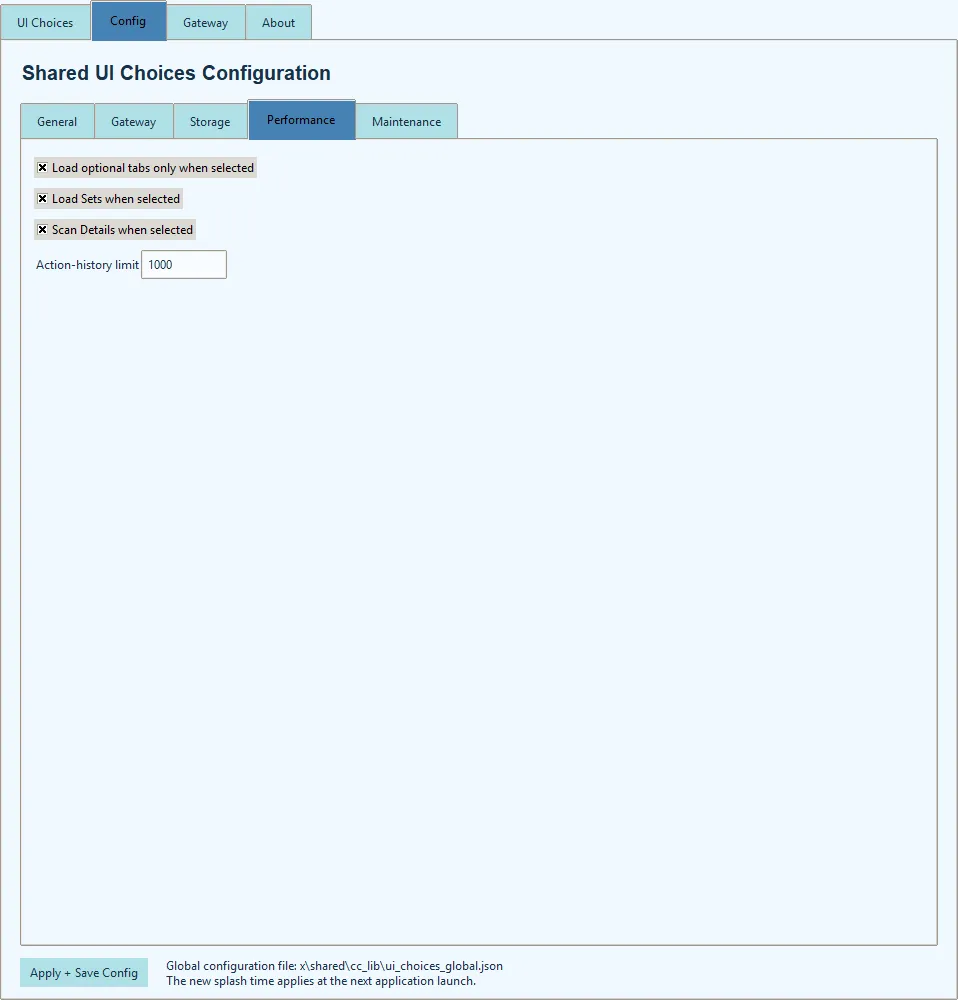 UI Choices Config Gateway About
Shared UI Choices Configuration
General Gateway Storage Performance Maintenance
Load optional tabs only when selected
Load Sets when selected
Scan Details when selected
Action-history limit 1000
Apply + Save Config
Global configuration file: x\shared\cc_lib\ui_choices_global.json
The new splash time applies at the next application launch.